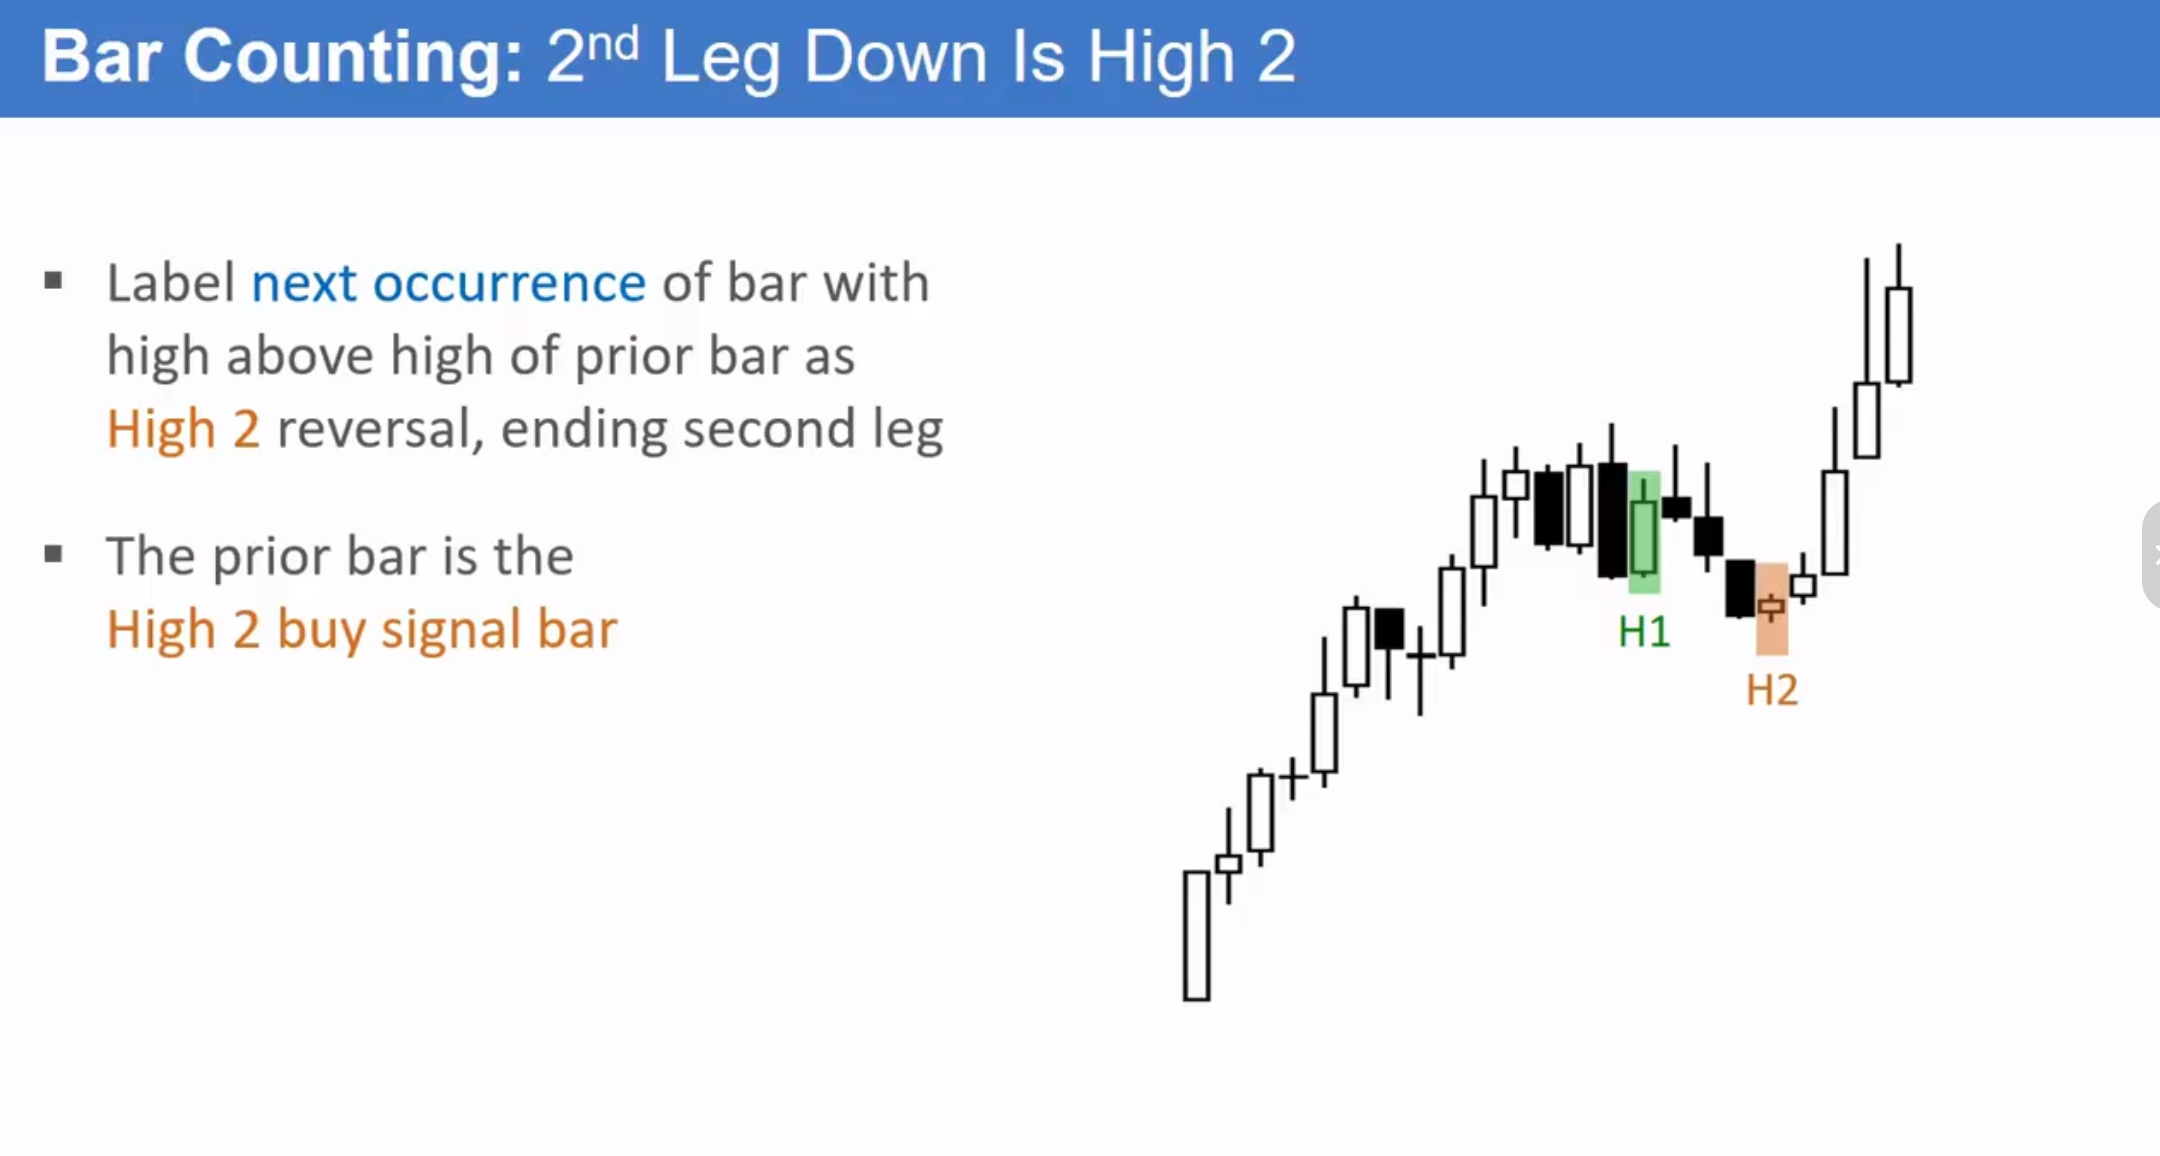 Bar Counting: 2nd Leg Down Is High 2
▪ Label next occurrence of bar with
high above high of prior bar as
High 2 reversal, ending second leg
▪ The prior bar is the
High 2 buy signal bar
H1
H2